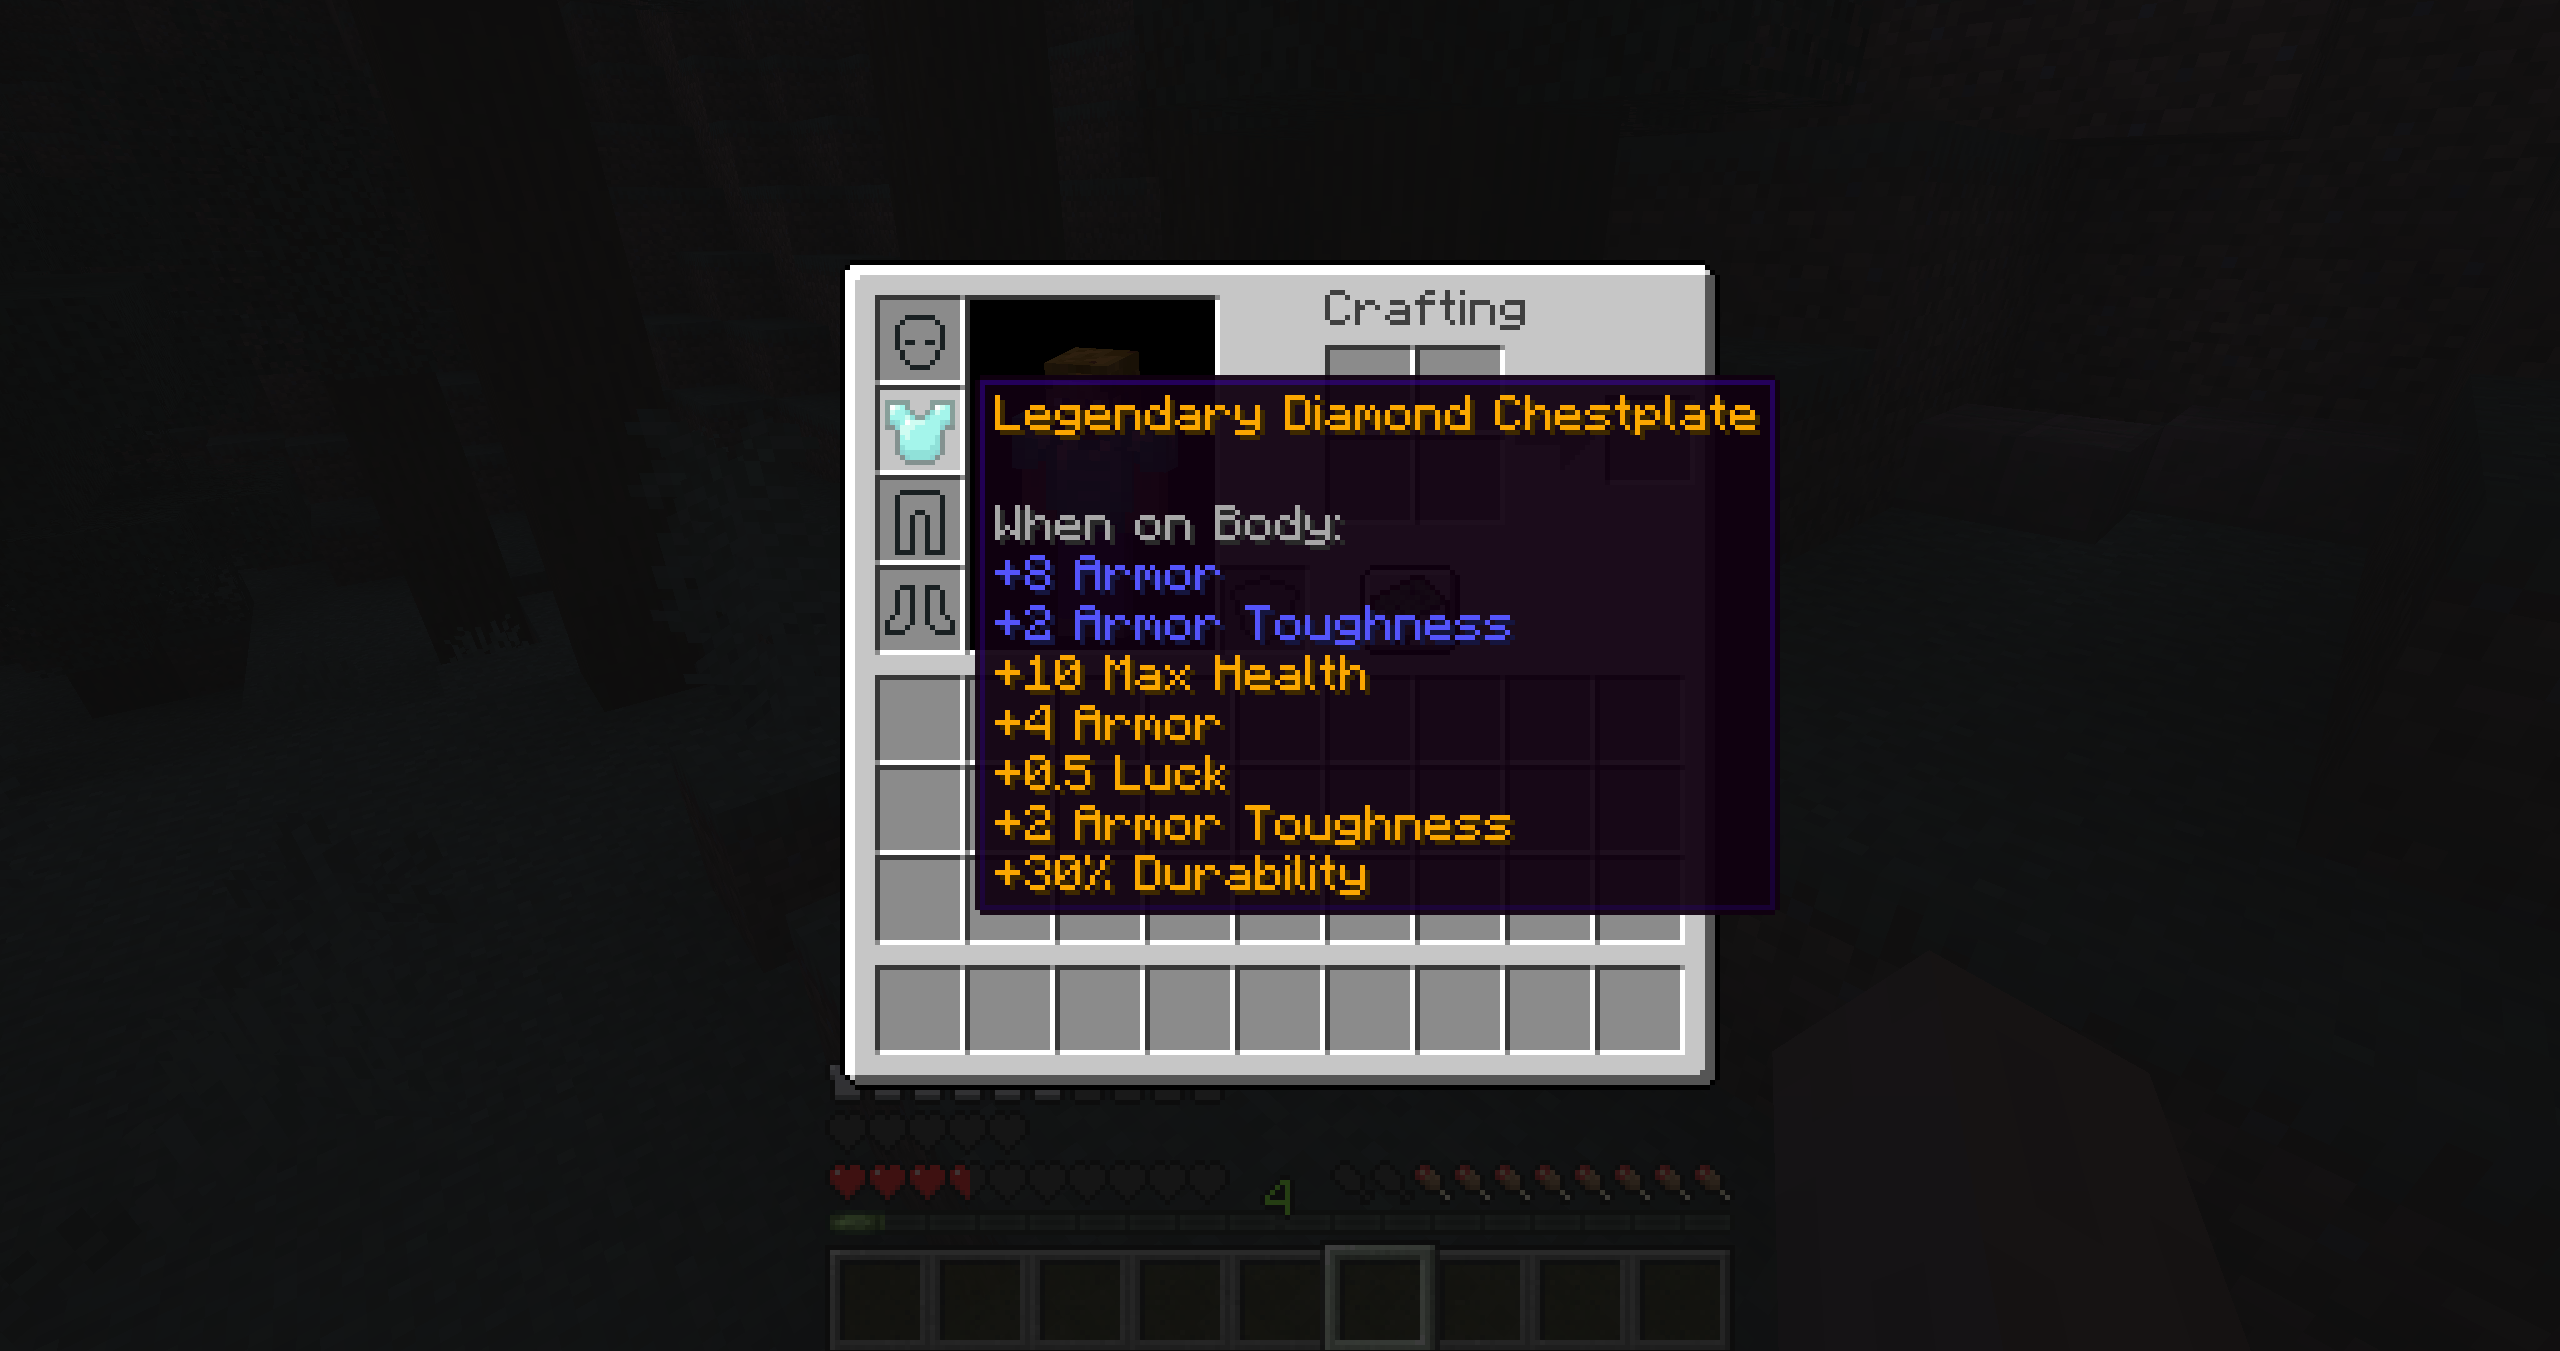 Crafting
Legendary Diamond Chestplate
When on Body:
+8 Armor
+2 Armor Toughness
+10 Max Health
+4 Armor
+0.5 Luck
+2 Armor Toughness
+30% Durability
4